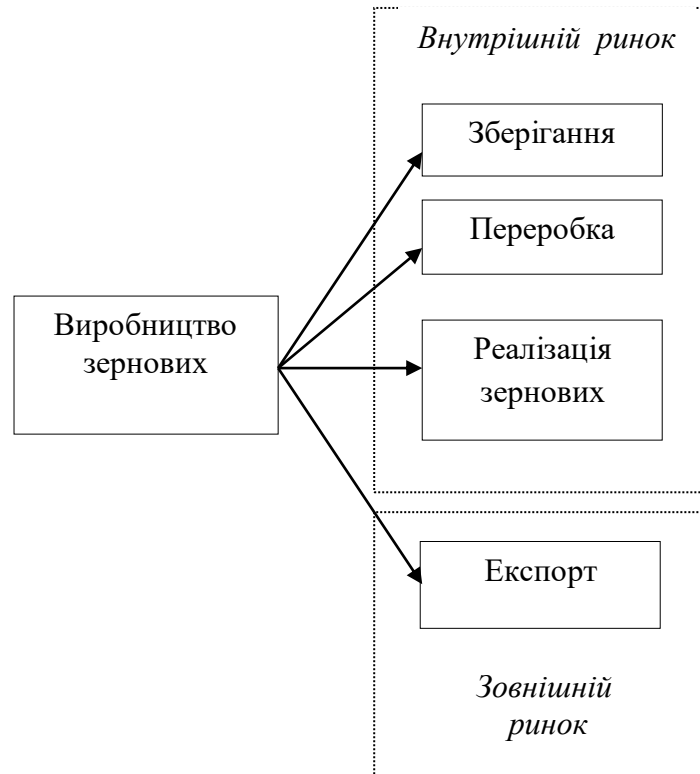 Внутрішній ринок
Зберігання
Переробка
Виробництво
зернових
Реалізація
зернових
Експорт
Зовнішній
ринок